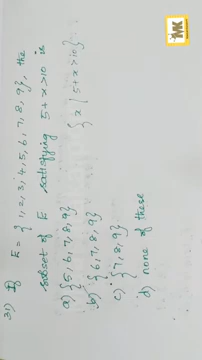 31) If E = {1,2,3,4,5,6,7,8,9}, the
subset of E satisfying 5+x>10 is
a) {5,6,7,8,9} {x | 5+x>10}
b) {6,7,8,9}
c) {7,8,9}
d) none of these
MK